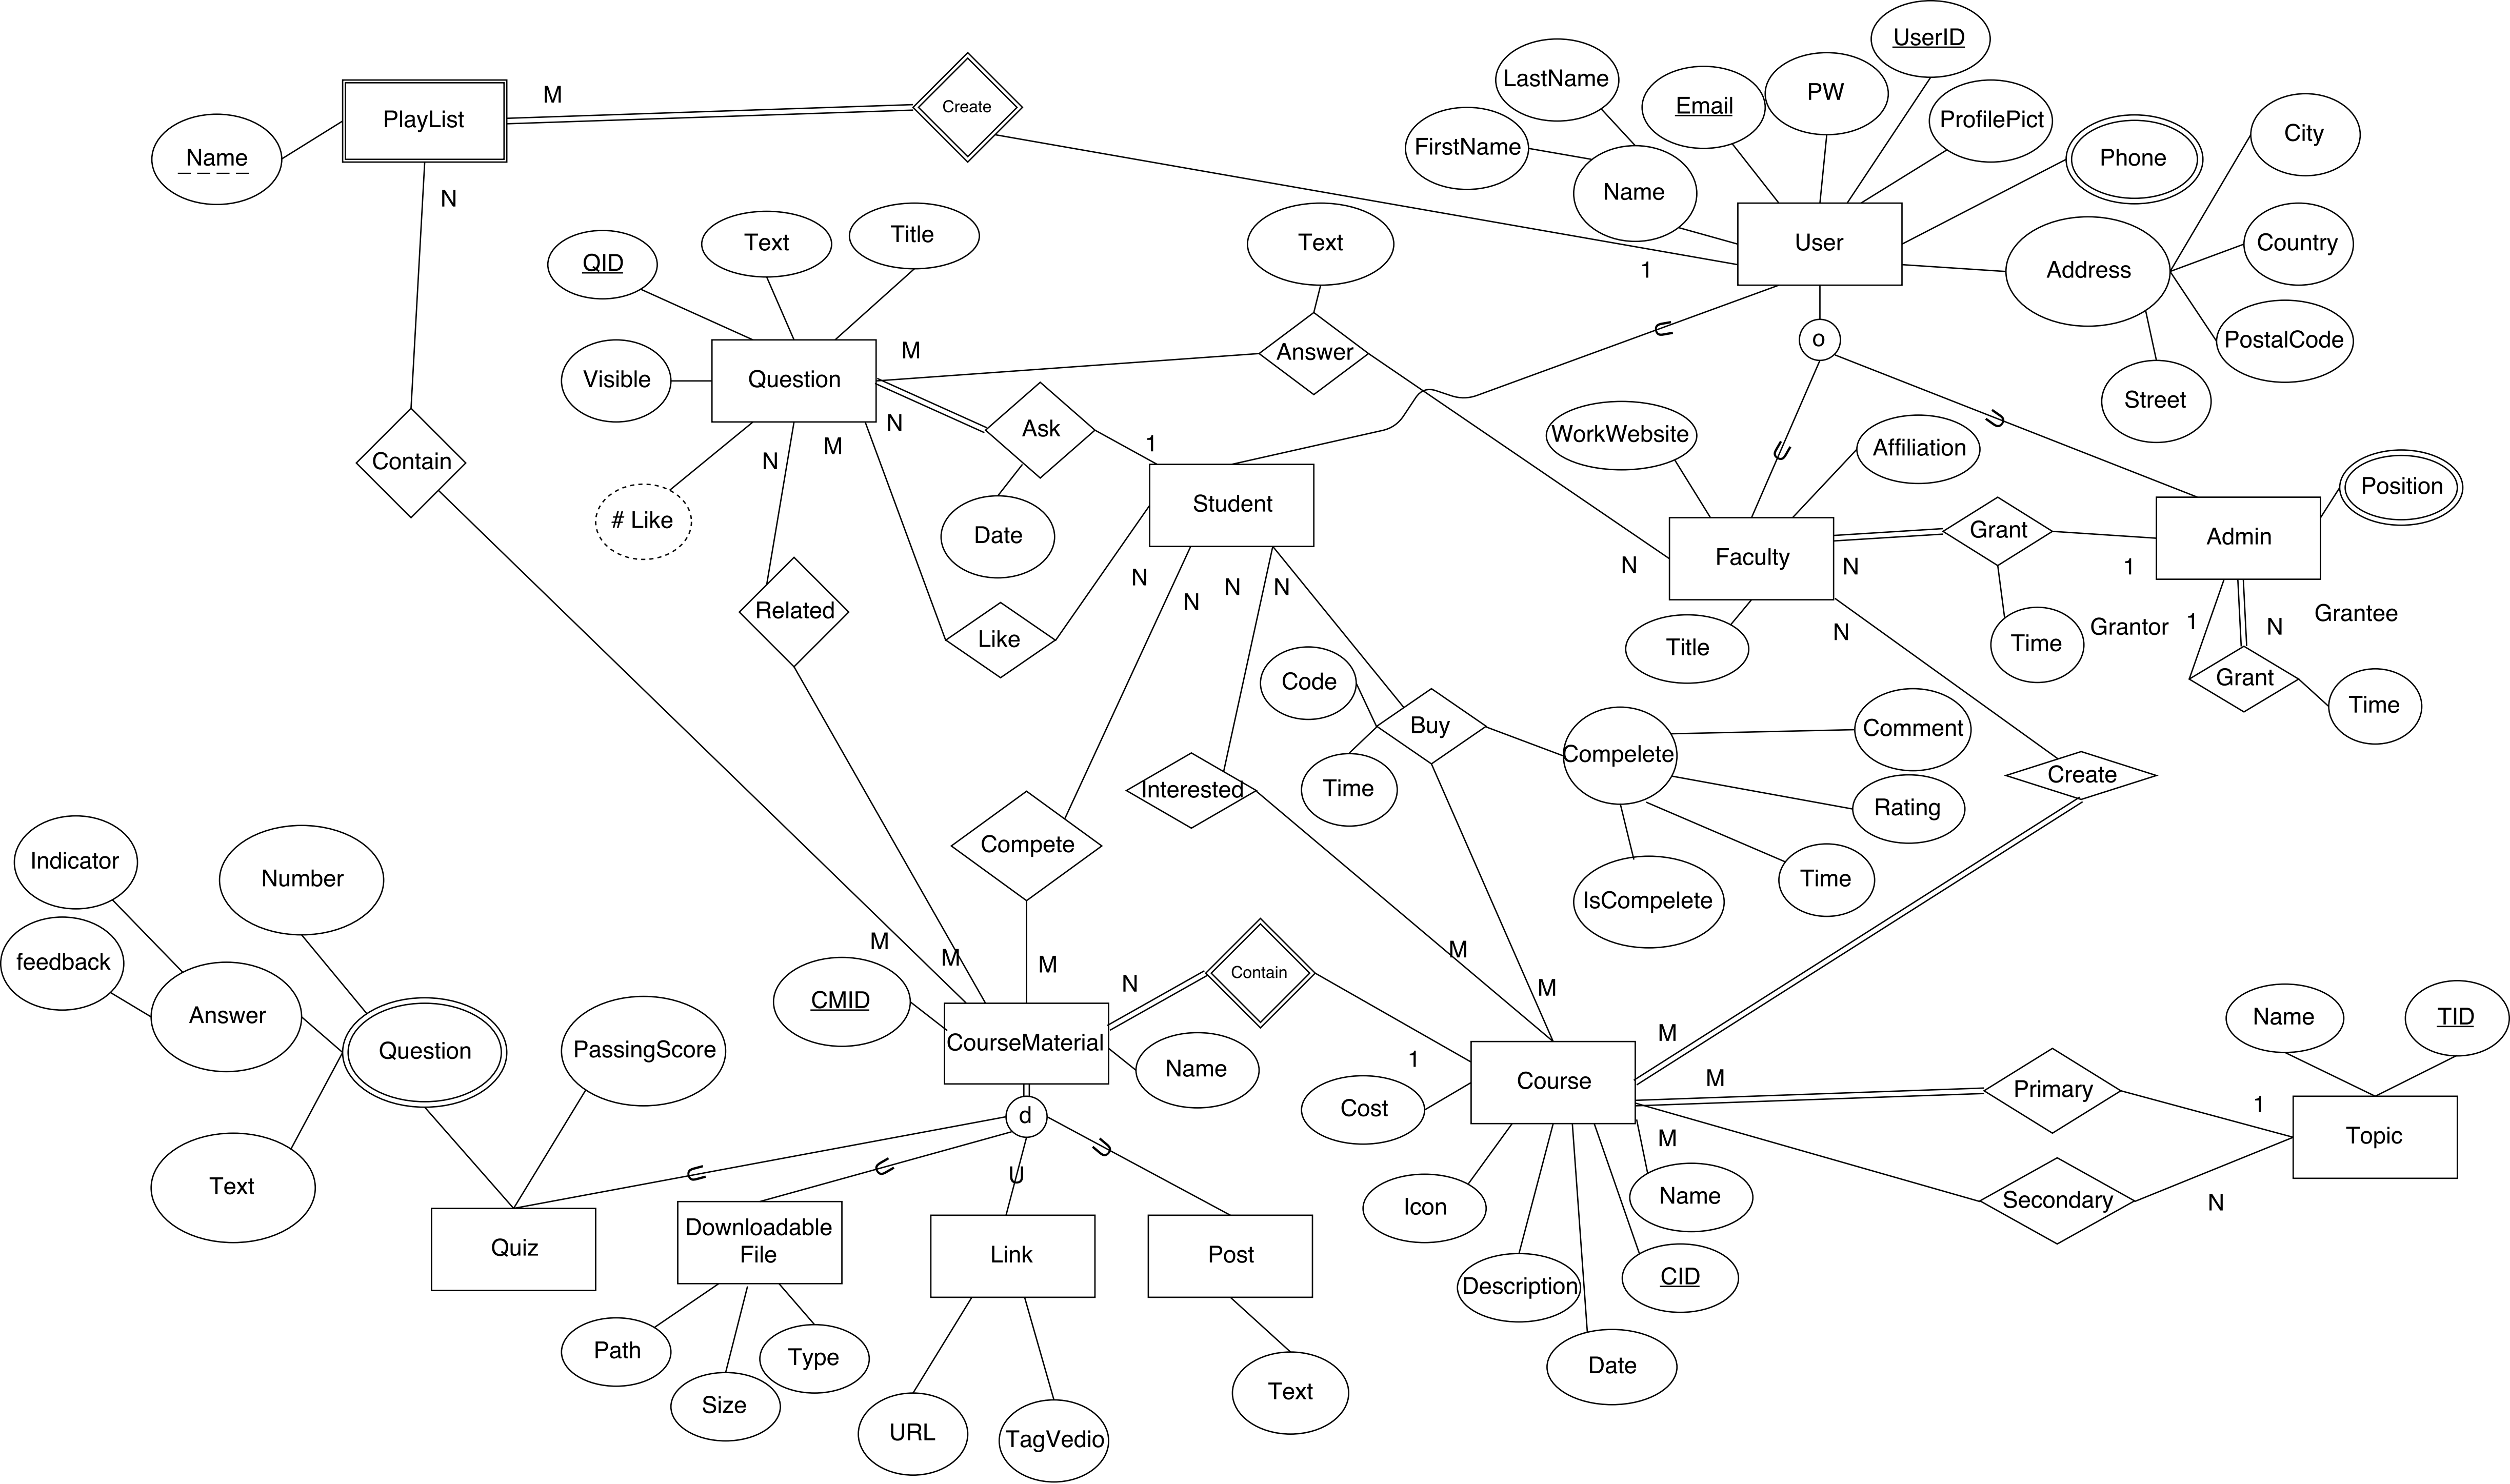 UserID
LastName
Email
PW
M
Create
PlayList
ProfilePict
City
FirstName
Name
Phone
Name
N
Text
Title
Text
User
Country
QID
1
Address
M
Answer
o
PostalCode
Visible
Question
U
Street
N
Ask
1
WorkWebsite
Affiliation
U
U
Contain
N
M
# Like
Date
Student
Position
Faculty
Grant
Admin
N
N
1
N
N
N
N
Related
Like
Title
N
Time
Grantor
1
N
Grantee
Code
Grant
Time
Buy
Compelete
Comment
Interested
Time
Create
Rating
Compete
Indicator
Number
IsCompelete
Time
feedback
M
M
M
M
N
Contain
M
Answer
Question
PassingScore
CMID
CourseMaterial
Name
1
M
Name
TID
Cost
Course
M
Primary
1
Topic
d
M
Text
U
U
U
U
Icon
Name
Secondary
N
Quiz
Downloadable
File
Link
Post
Description
CID
Path
Size
Type
URL
TagVedio
Text
Date